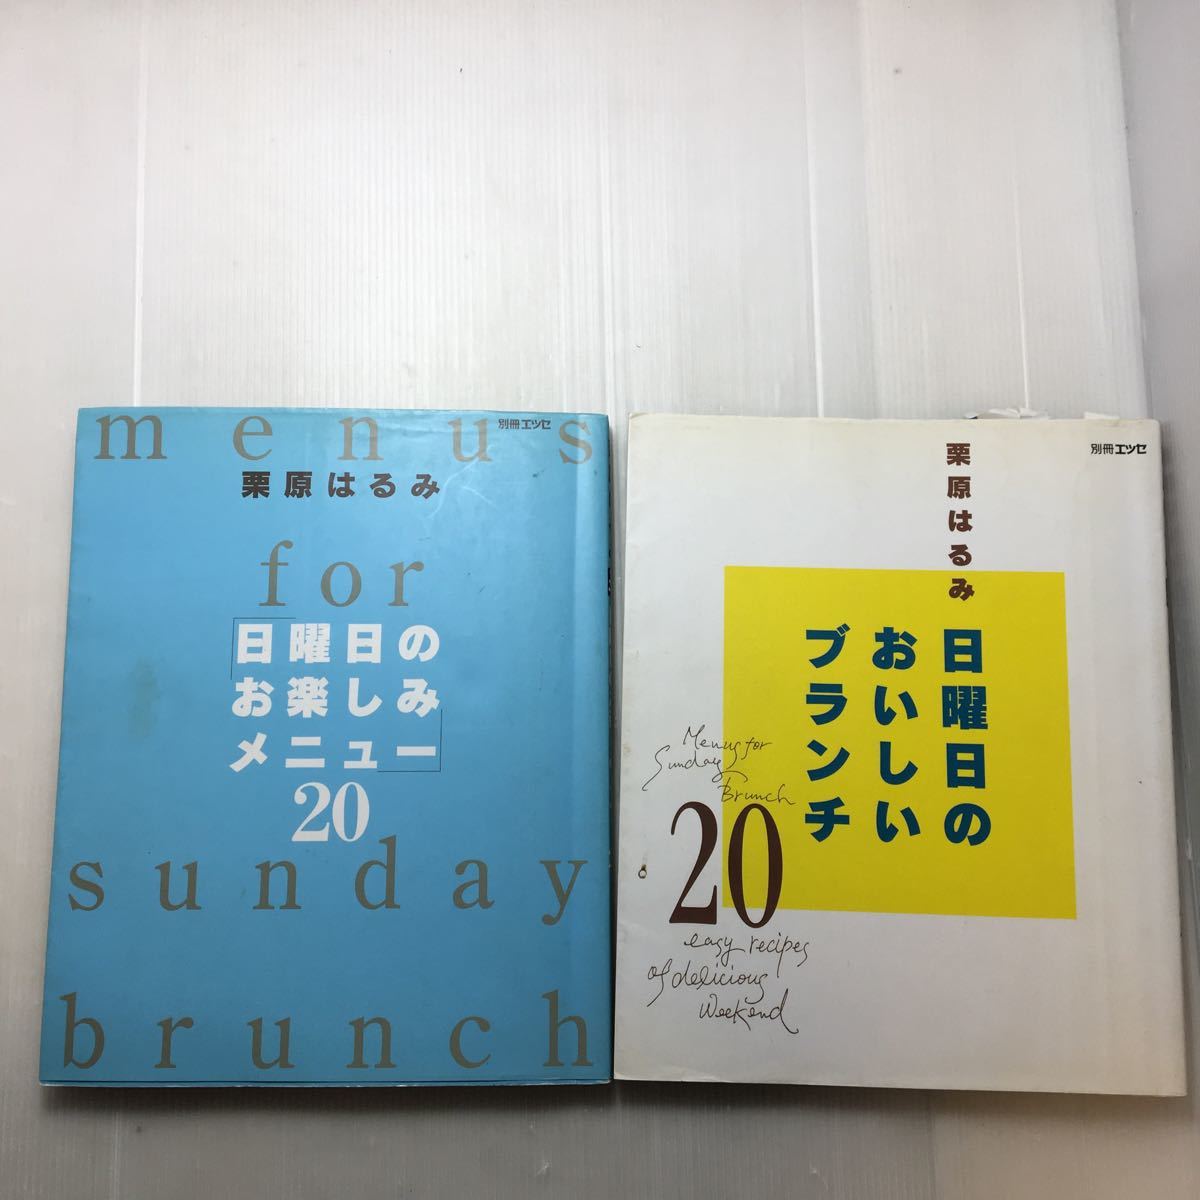 別冊エッセ
menus
栗原はるみ
for
「日曜日の
お楽しみ
メニュー」
20
sunday
brunch
別冊エッセ
栗原はるみ
日曜日の
おいしい
ブランチ
Menus for
Sunday
Brunch
20
easy recipes
of delicious
Weekend